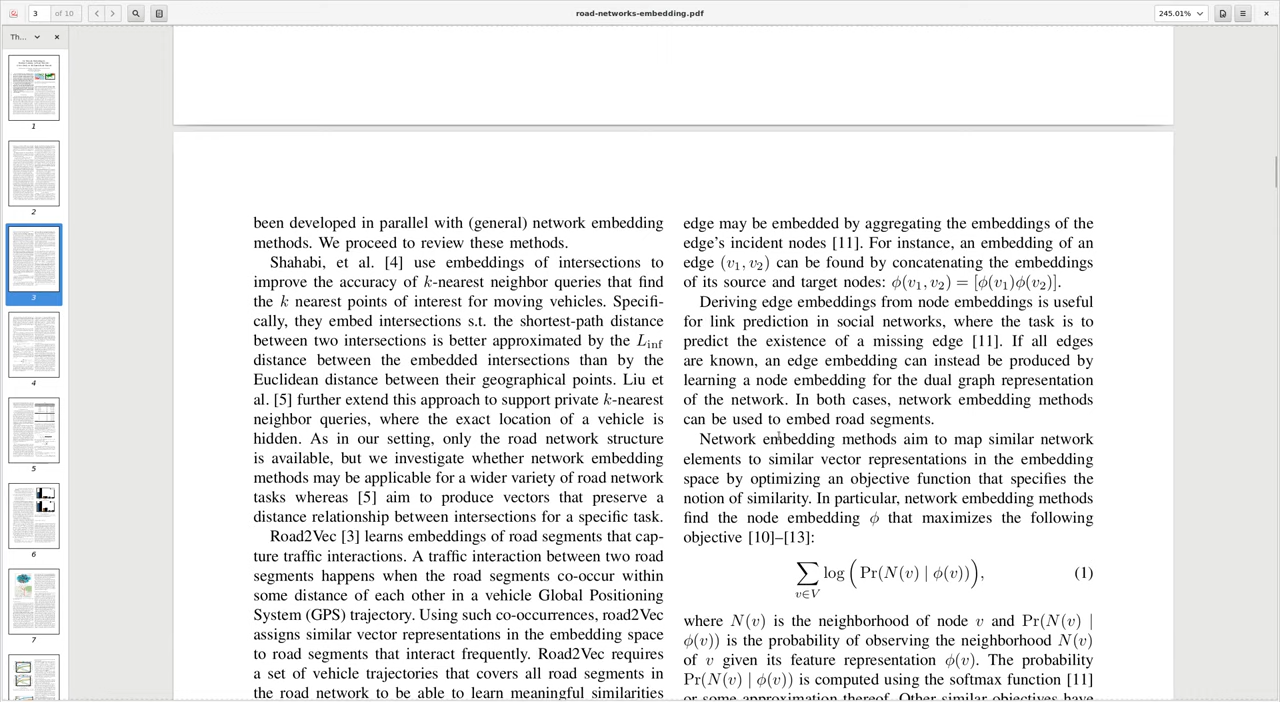 3 of 10
road-networks-embedding.pdf
245.01%
Th...
1
2
3
4
5
6
7
been developed in parallel with general) network embedding
methods. We proceed to review these metods.
et al. [4] use embeddings of intersections to
improve the accuracy of k-nearest neighbor queries that find
the k nearest points of interest for moving vehicles. Specifi-
cally, they embed intersections s.t. the shortest-path distance
between two intersections is better approximated by the L_inf
distance between the embedded intersections than by the
Euclidean distance between their geographical points. Liu et
al. [5] further extend this approach to support private k-nearest
neighbor queries, where the exact location of a vehicle is
hidden. As in our setting, only the road network structure
is available, but we investigate whether network embedding
methods may be applicable for a wider variety of road network
tasks whereas [5] aim to produce vectors that preserve a
distance relationship between intersections for a specific task.
Road2Vec [3] learns embeddings of road segments that cap-
ture traffic interactions. A traffic interaction between two road
segments happens when the road segments co-occur within
some distance of each other in a vehicle Global Positioning
System (GPS) trajectory. Using the co-occurrences, road2Vec
assigns similar vector representations in the embedding space
to road segments that interact frequently. Road2Vec requires
a set of vehicle trajectories that covers all road segments in
the road network to be able to learn meaningful similarities
edge may be embedded by aggregating the embeddings of the
edge's incident nodes [11]. For instance, an embedding of an
edge (v₁, v₂) can be found by concatenating the embeddings
of its source and target nodes: ϕ(v₁, v₂) = [ϕ(v₁)ϕ(v₂)].
Deriving edge embeddings from node embeddings is useful
for link prediction in social networks, where the task is to
predict the existence of a missing edge [11]. If all edges
are known, an edge embedding can instead be produced by
learning a node embedding for the dual graph representation
of the network. In both cases, network embedding methods
can be used to embed road segments.
Network embedding methods aim to map similar network
elements to similar vector representations in the embedding
space by optimizing an objective function that specifies the
notion of similarity. In particular, network embedding methods
find the node embedding ϕ that maximizes the following
objective [10]–[13]:
∑_{v∈V} log ( Pr(N(v) | ϕ(v)) ), (1)
where N(v) is the neighborhood of node v and Pr(N(v) |
ϕ(v)) is the probability of observing the neighborhood N(v)
of v given its feature representation ϕ(v). The probability
Pr(N(v) | ϕ(v)) is computed using the softmax function [11]
or some approximation thereof. Other similar objectives have